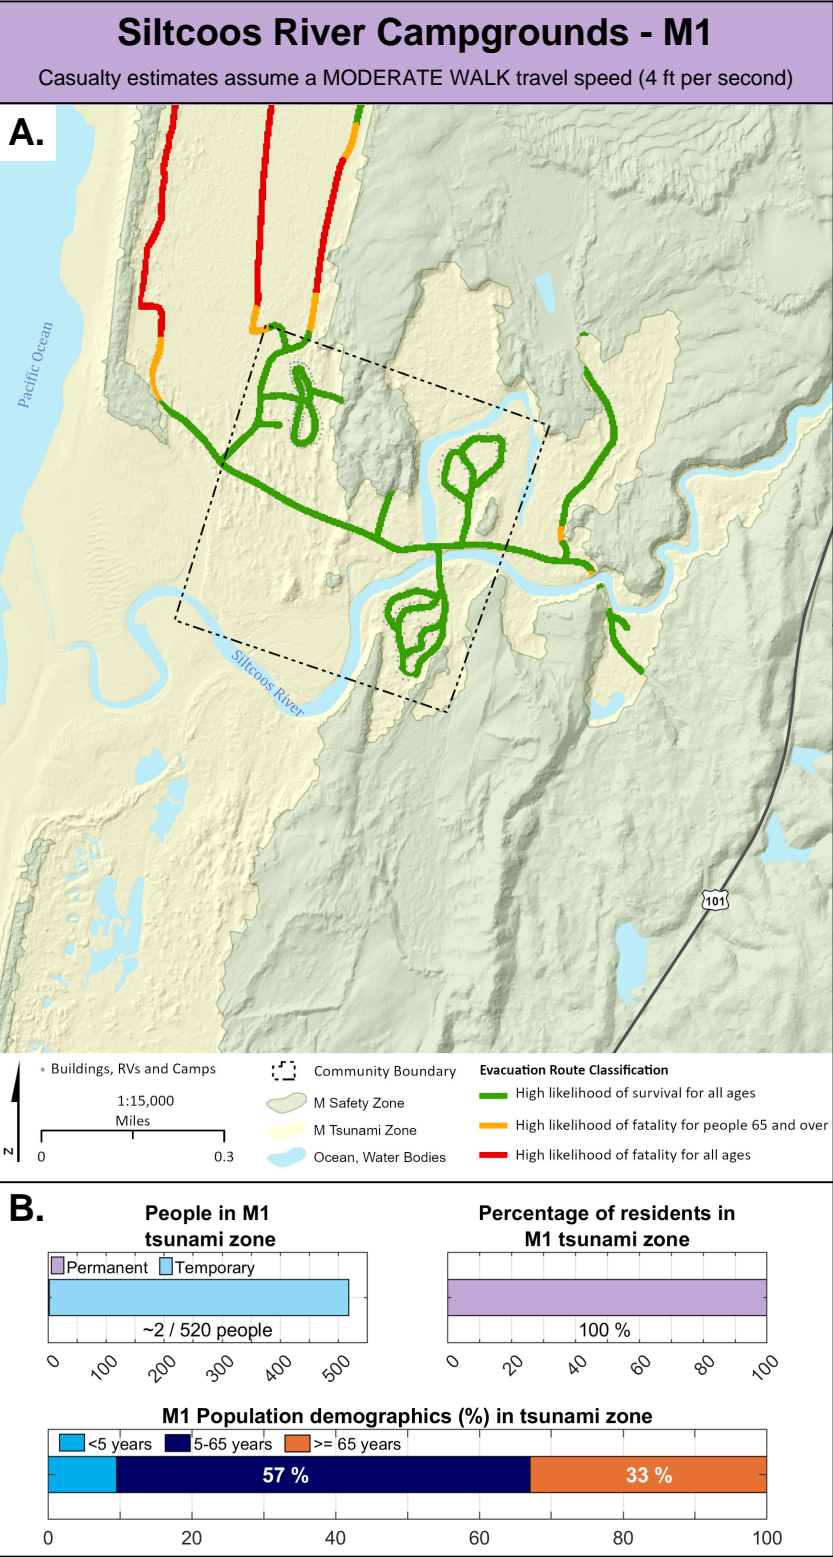 Siltcoos River Campgrounds - M1
Casualty estimates assume a MODERATE WALK travel speed (4 ft per second)
A.
Pacific Ocean
Siltcoos River
101
Buildings, RVs and Camps
1:15,000
Miles
0 0.3
N
Community Boundary
M Safety Zone
M Tsunami Zone
Ocean, Water Bodies
Evacuation Route Classification
High likelihood of survival for all ages
High likelihood of fatality for people 65 and over
High likelihood of fatality for all ages
B.
People in M1
tsunami zone
Permanent Temporary
~2 / 520 people
0 100 200 300 400 500
Percentage of residents in
M1 tsunami zone
100 %
0 20 40 60 80 100
M1 Population demographics (%) in tsunami zone
<5 years 5-65 years >= 65 years
57 % 33 %
0 20 40 60 80 100